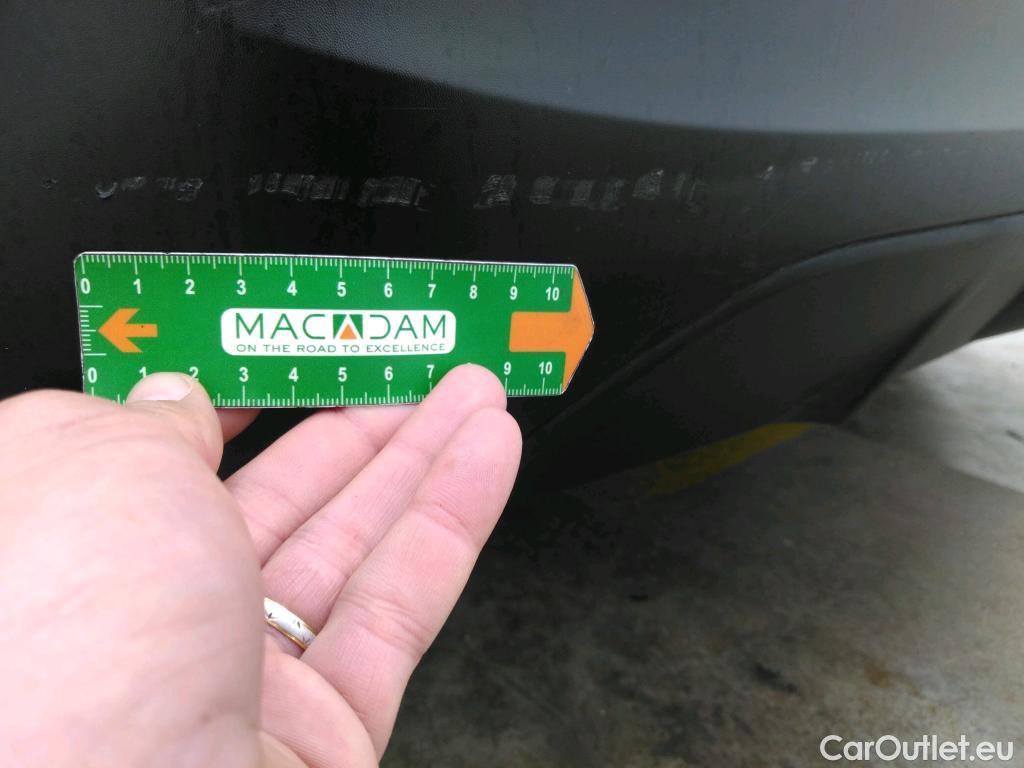 0 1 2 3 4 5 6 7 8 9 10
MACADAM
ON THE ROAD TO EXCELLENCE
0 1 2 3 4 5 6 7 9 10
CarOutlet.eu